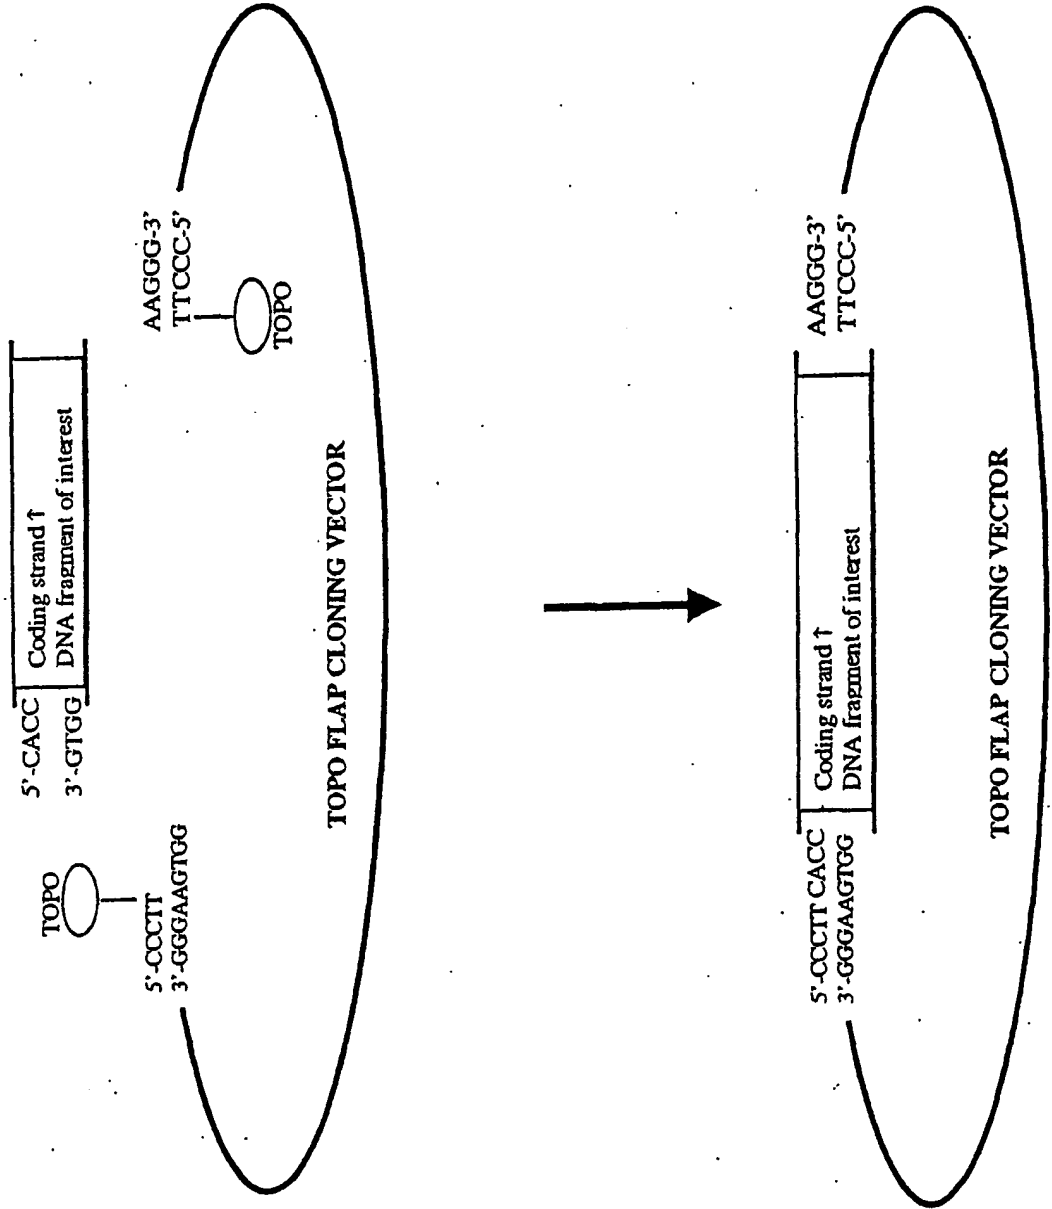 TOPO
5'-CCCTT
3'-GGGAAGTGG
5'-CACC
3'-GTGG
Coding strand↑
DNA fragment of interest
AAGGG-3'
TTCCC-5'
TOPO
TOPO FLAP CLONING VECTOR
5'-CCCTT CACC
3'-GGGAAGTGG
Coding strand↑
DNA fragment of interest
AAGGG-3'
TTCCC-5'
TOPO FLAP CLONING VECTOR